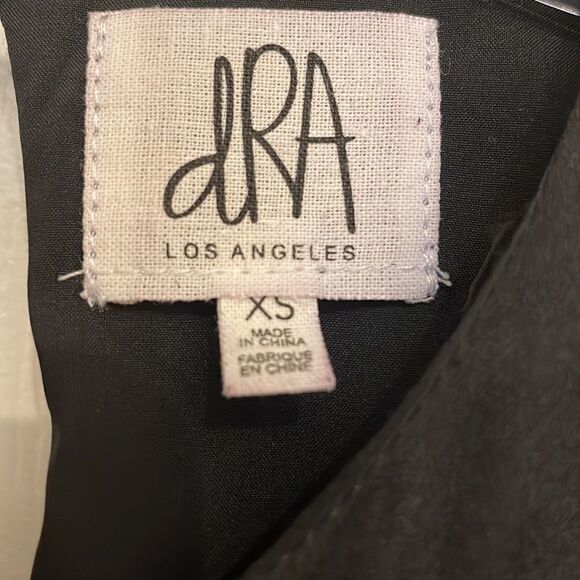 dRA
LOS ANGELES
XS
MADE
IN CHINA
FABRIQUE
EN CHINE